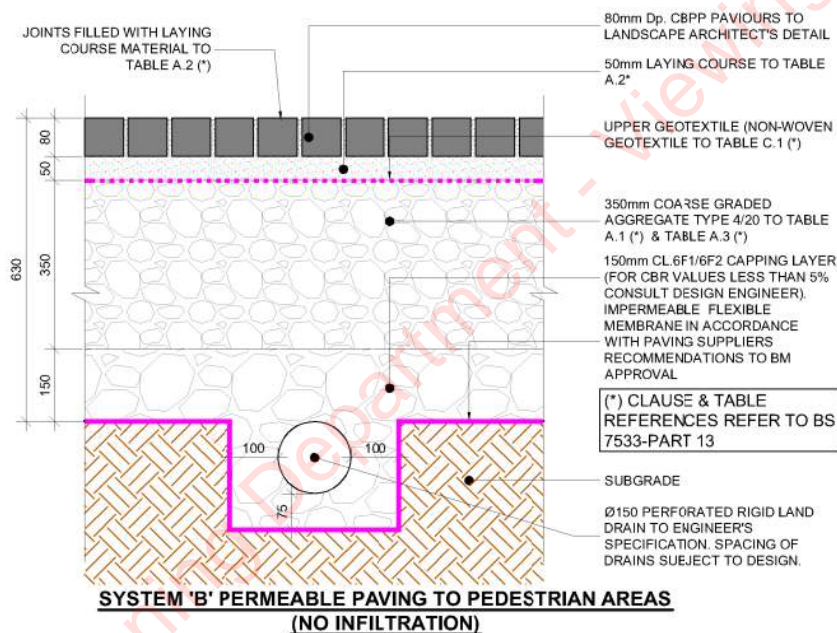 JOINTS FILLED WITH LAYING
COURSE MATERIAL TO
TABLE A.2 (*)
80mm Dp. CBPP PAVIOURS TO
LANDSCAPE ARCHITECT'S DETAIL
50mm LAYING COURSE TO TABLE
A.2*
UPPER GEOTEXTILE (NON-WOVEN
GEOTEXTILE TO TABLE C.1 (*)
350mm COARSE GRADED
AGGREGATE TYPE 4/20 TO TABLE
A.1 (*) & TABLE A.3 (*)
150mm CL.6F1/6F2 CAPPING LAYER
(FOR CBR VALUES LESS THAN 5%
CONSULT DESIGN ENGINEER).
IMPERMEABLE FLEXIBLE
MEMBRANE IN ACCORDANCE
WITH PAVING SUPPLIERS
RECOMMENDATIONS TO BM
APPROVAL
(*) CLAUSE & TABLE
REFERENCES REFER TO BS
7533-PART 13
SUBGRADE
Ø150 PERFORATED RIGID LAND
DRAIN TO ENGINEER'S
SPECIFICATION. SPACING OF
DRAINS SUBJECT TO DESIGN.
630
80
50
350
150
100
100
75
SYSTEM 'B' PERMEABLE PAVING TO PEDESTRIAN AREAS
(NO INFILTRATION)
ning Department - Viewing